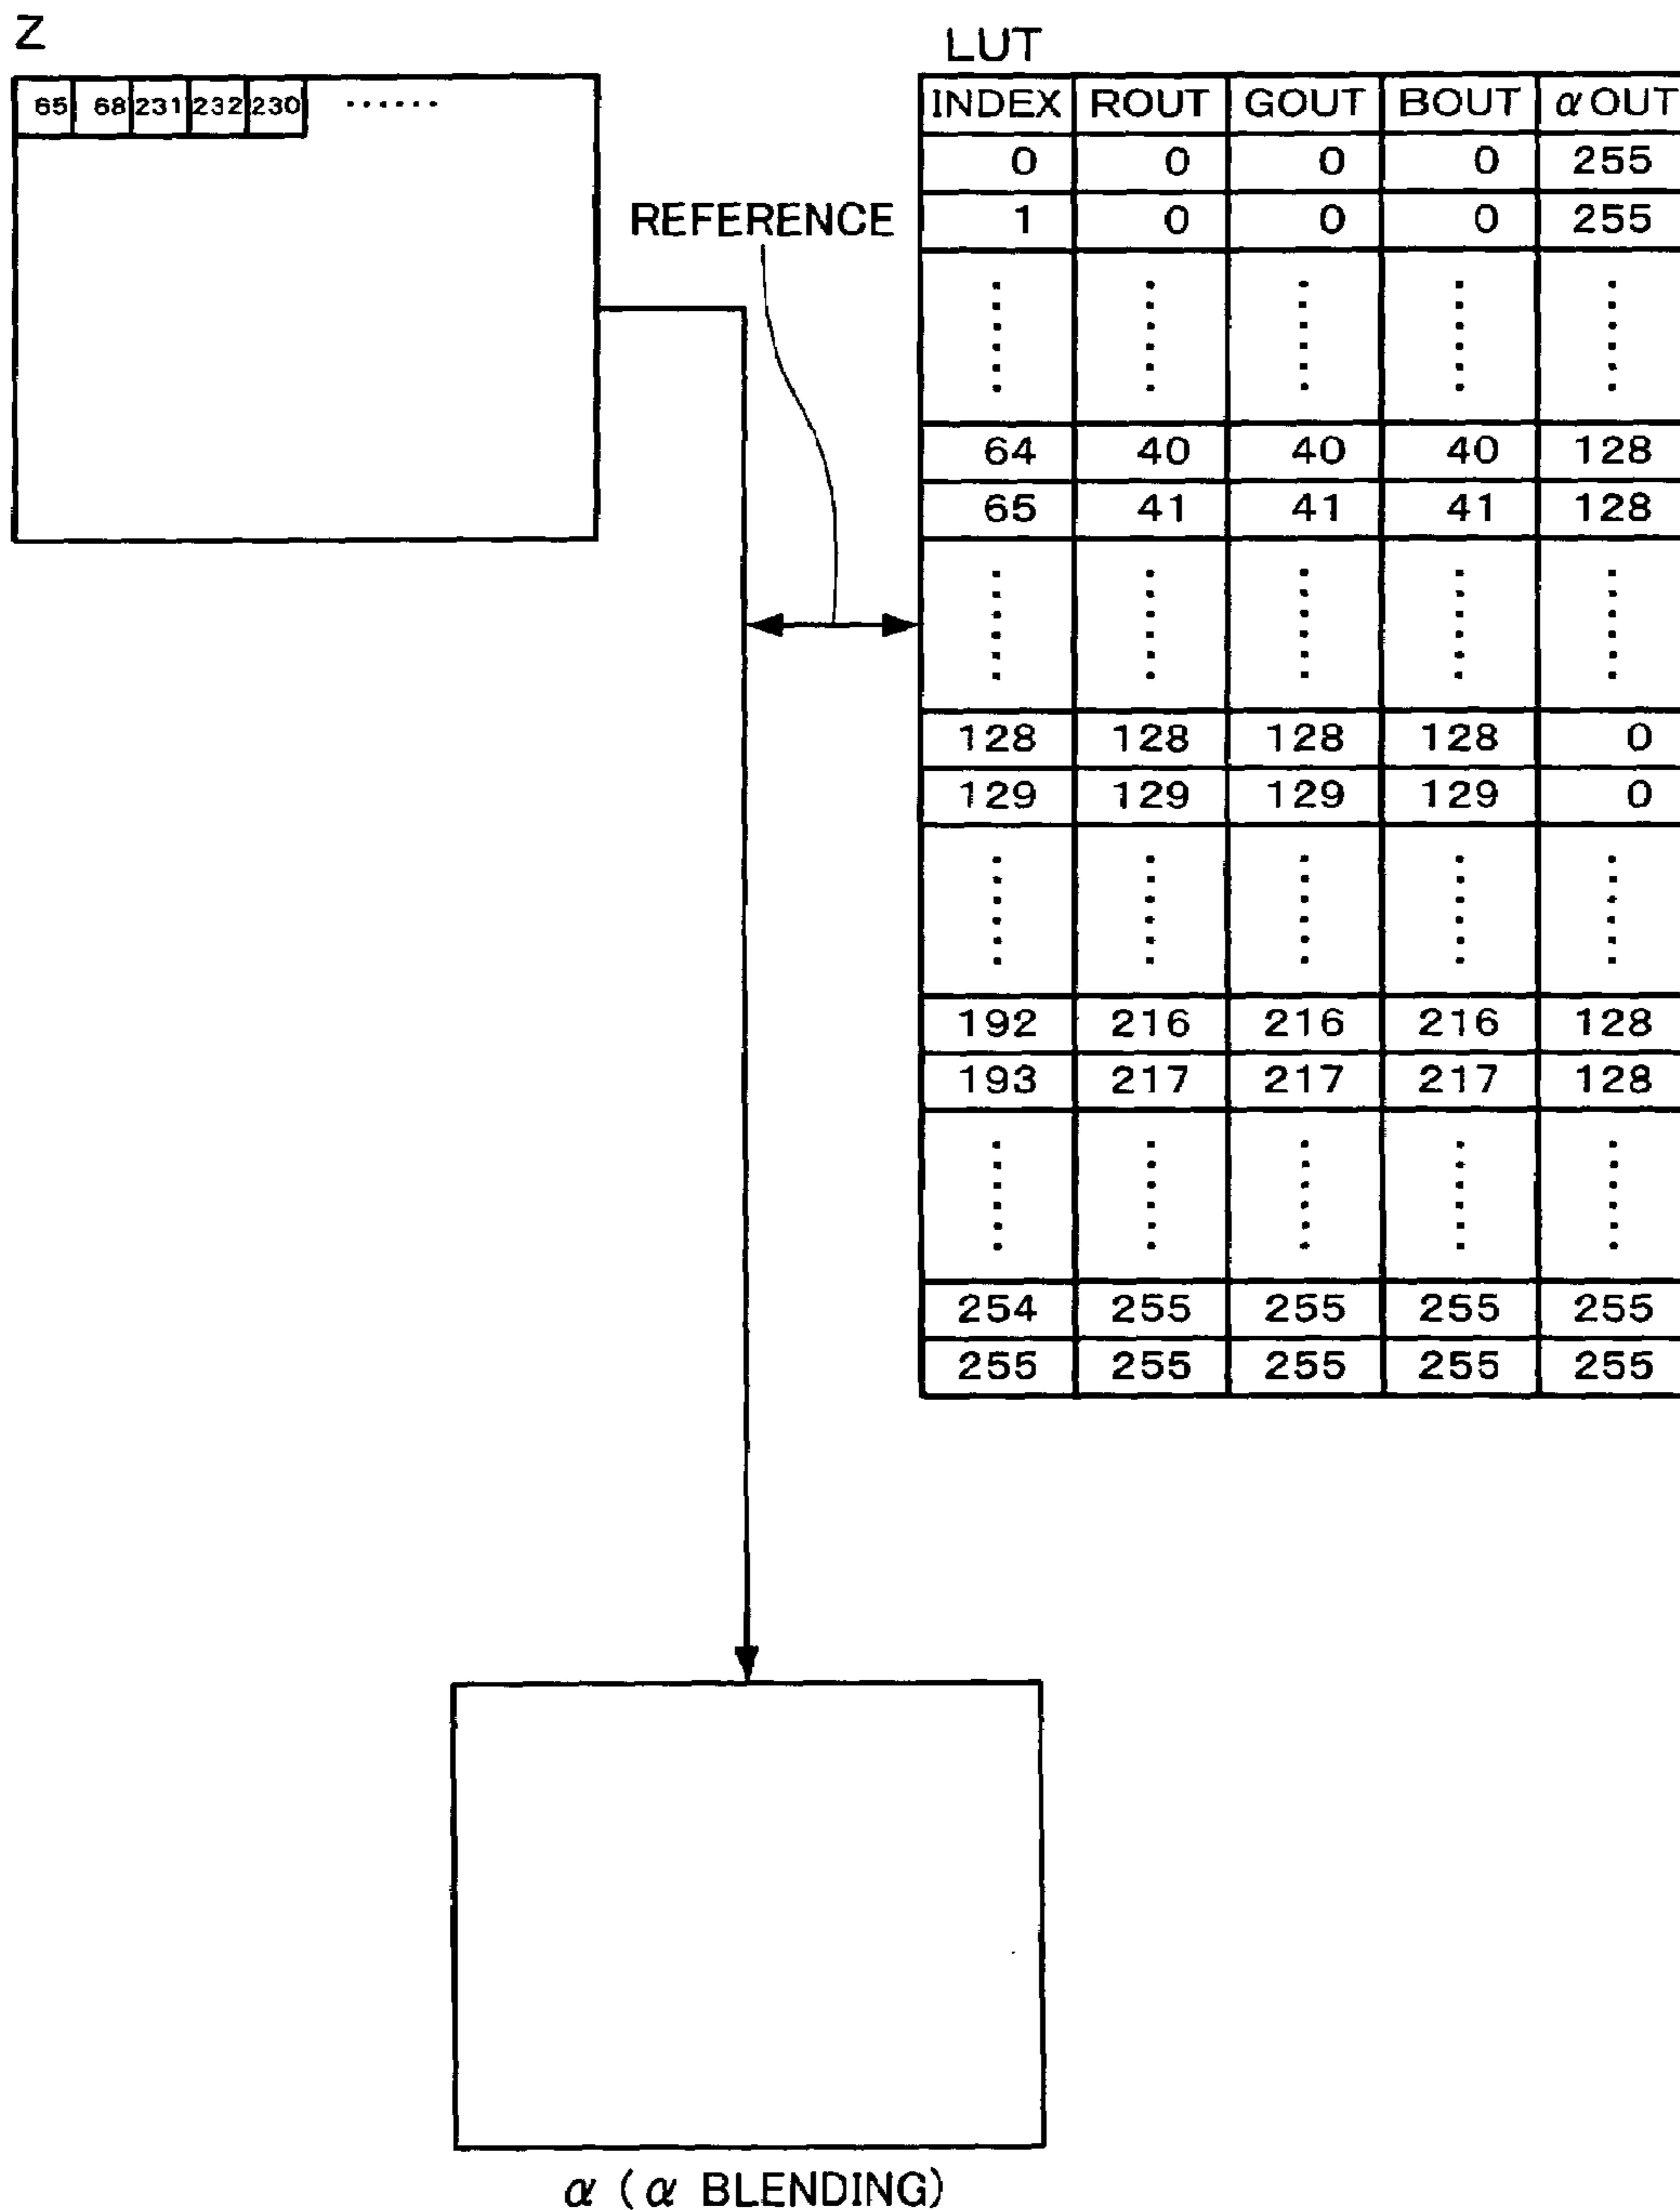 Z
65 68 231 232 230 ······
REFERENCE
LUT
INDEX ROUT GOUT BOUT αOUT
0 0 0 0 255
1 0 0 0 255
64 40 40 40 128
65 41 41 41 128
128 128 128 128 0
129 129 129 129 0
192 216 216 216 128
193 217 217 217 128
254 255 255 255 255
255 255 255 255 255
α (α BLENDING)